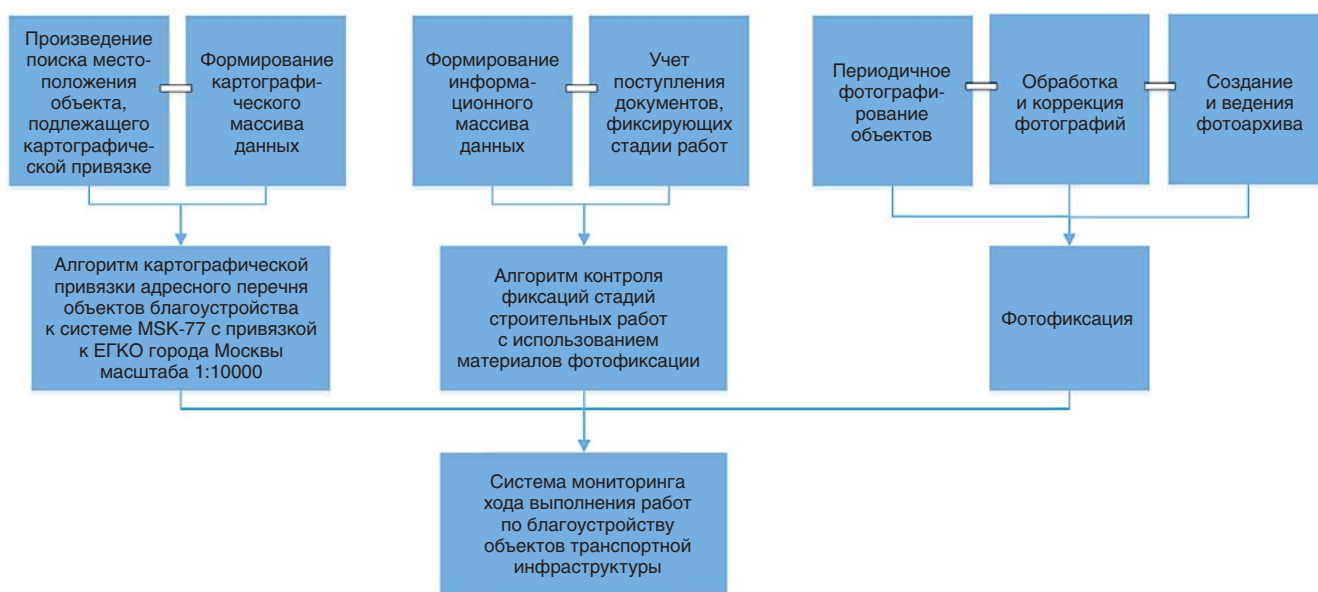 Произведение
поиска место-
положения
объекта,
подлежащего
картографиче-
ской привязке
Формирование
картографи-
ческого
массива
данных
Формирование
информа-
ционного
массива
данных
Учет
поступления
документов,
фиксирующих
стадии работ
Периодичное
фотографи-
рование
объектов
Обработка
и коррекция
фотографий
Создание
и ведения
фотоархива
Алгоритм картографической
привязки адресного перечня
объектов благоустройства
к системе MSK-77 с привязкой
к ЕГКО города Москвы
масштаба 1:10000
Алгоритм контроля
фиксаций стадий
строительных работ
с использованием
материалов фотофиксации
Фотофиксация
Система мониторинга
хода выполнения работ
по благоустройству
объектов транспортной
инфраструктуры